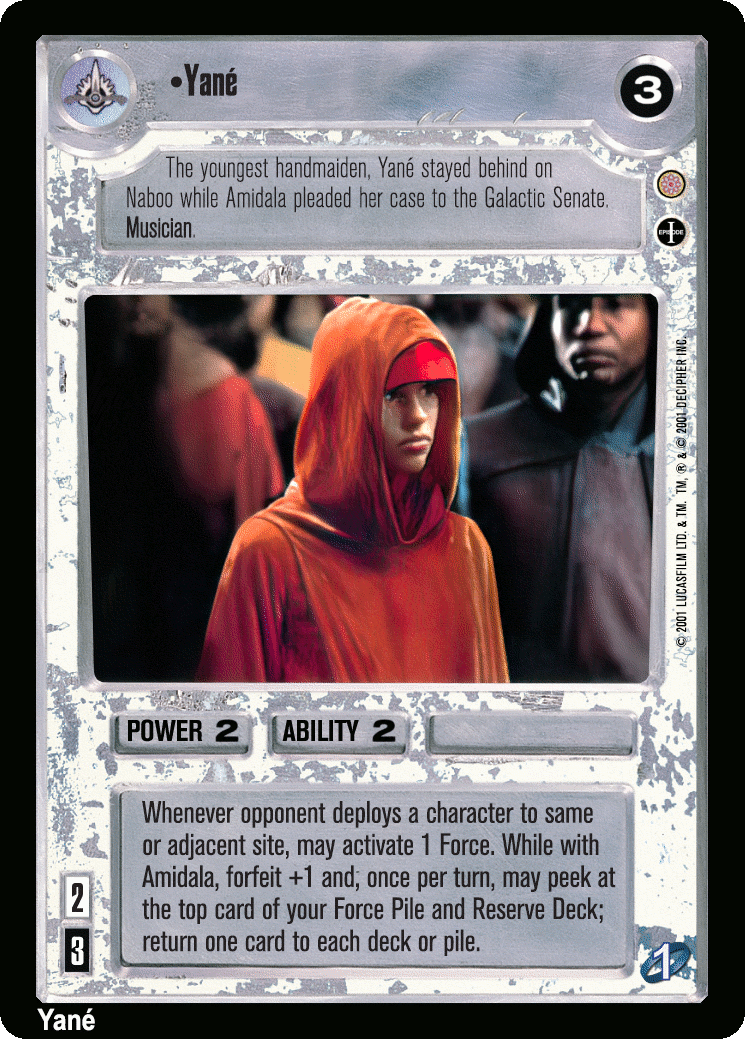 •Yané
3
The youngest handmaiden, Yané stayed behind on
Naboo while Amidala pleaded her case to the Galactic Senate.
Musician.
EPISODE
I
© 2001 LUCASFILM LTD. & TM. TM, ® & © 2001 DECIPHER INC.
POWER 2
ABILITY 2
Whenever opponent deploys a character to same
or adjacent site, may activate 1 Force. While with
Amidala, forfeit +1 and, once per turn, may peek at
the top card of your Force Pile and Reserve Deck;
return one card to each deck or pile.
2
3
1
Yané